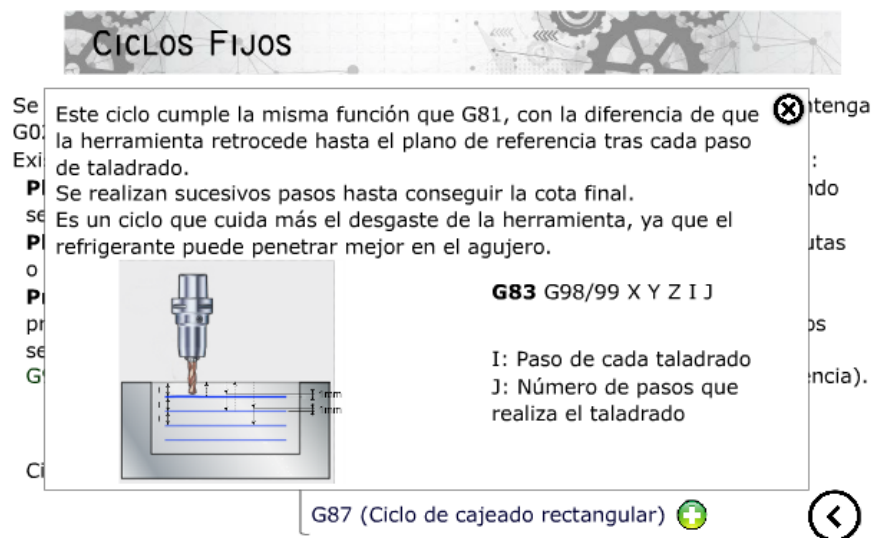 CICLOS FIJOS
Se
Este ciclo cumple la misma función que G81, con la diferencia de que
la herramienta retrocede hasta el plano de referencia tras cada paso
de taladrado.
Se realizan sucesivos pasos hasta conseguir la cota final.
Es un ciclo que cuida más el desgaste de la herramienta, ya que el
refrigerante puede penetrar mejor en el agujero.
G83 G98/99 X Y Z I J
I: Paso de cada taladrado
J: Número de pasos que
realiza el taladrado
1mm
1mm
G87 (Ciclo de cajeado rectangular)